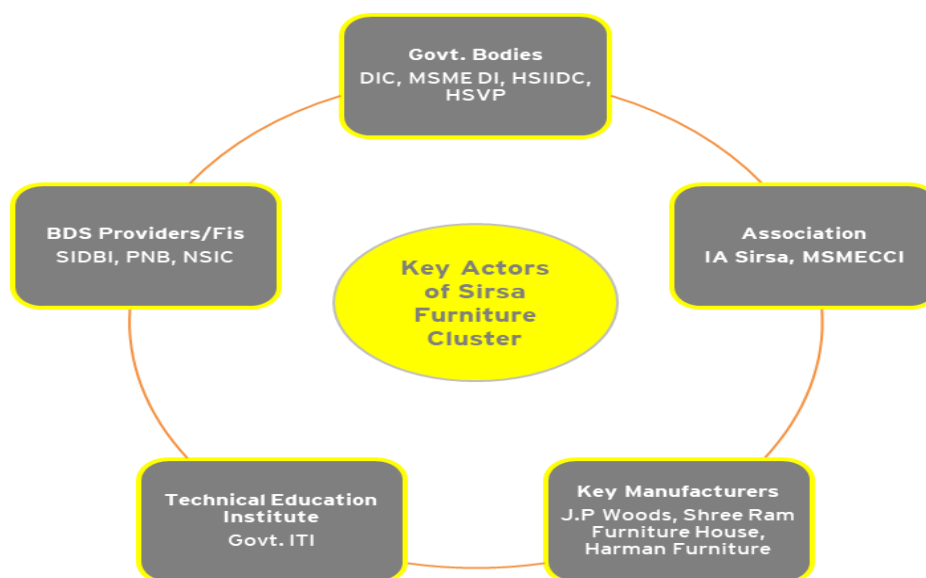 Govt. Bodies
DIC, MSME DI, HSIIDC,
HSVP
BDS Providers/Fis
SIDBI, PNB, NSIC
Association
IA Sirsa, MSMECCI
Key Actors
of Sirsa
Furniture
Cluster
Technical Education
Institute
Govt. ITI
Key Manufacturers
J.P Woods, Shree Ram
Furniture House,
Harman Furniture